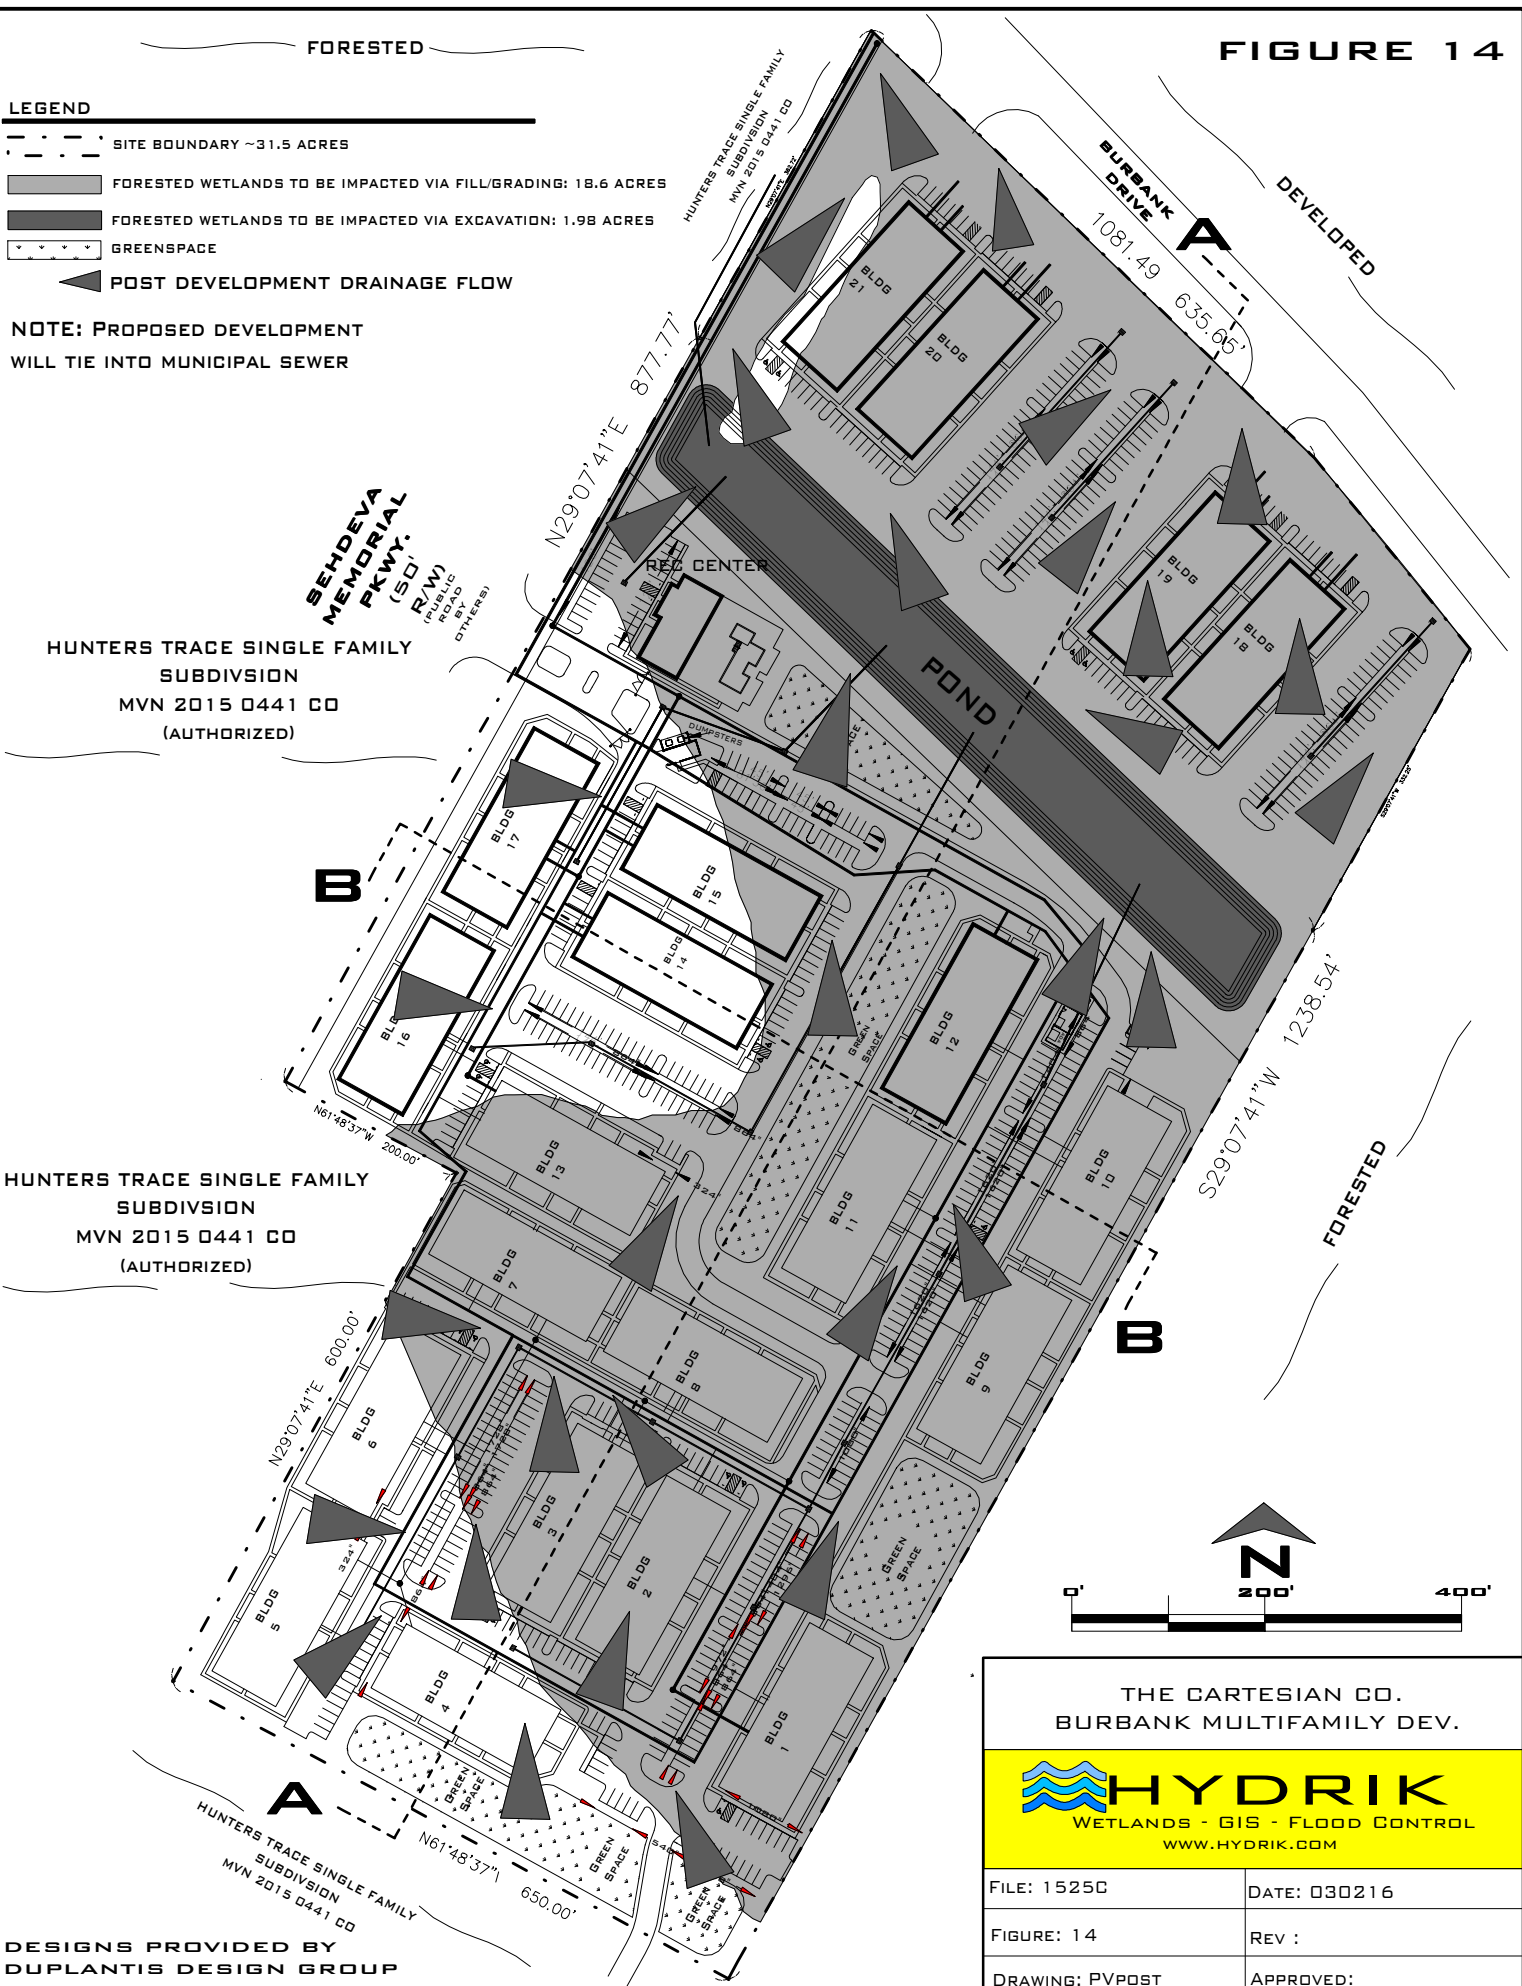 FORESTED
FIGURE 14
LEGEND
SITE BOUNDARY ~31.5 ACRES
FORESTED WETLANDS TO BE IMPACTED VIA FILL/GRADING: 18.6 ACRES
FORESTED WETLANDS TO BE IMPACTED VIA EXCAVATION: 1.98 ACRES
GREENSPACE
POST DEVELOPMENT DRAINAGE FLOW
NOTE: PROPOSED DEVELOPMENT
WILL TIE INTO MUNICIPAL SEWER
HUNTERS TRACE SINGLE FAMILY
SUBDIVSION
MVN 2015 0441 CO
BURBANK
DRIVE
DEVELOPED
A
1081.49
635.65'
N29°07'41"E 877.77'
BLDG
21
BLDG
20
BLDG
19
BLDG
18
SEHDEVA
MEMORIAL
PKWY.
(50'
R/W)
(PUBLIC
ROAD
BY
OTHERS)
REC CENTER
POND
DUMPSTERS
HUNTERS TRACE SINGLE FAMILY
SUBDIVSION
MVN 2015 0441 CO
(AUTHORIZED)
B
BLDG
17
BLDG
15
BLDG
14
BLDG
16
BLDG
12
GREEN
SPACE
S29°07'41"W 1238.54'
FORESTED
N61°48'37"W 200.00'
BLDG
13
BLDG
11
BLDG
10
324"
HUNTERS TRACE SINGLE FAMILY
SUBDIVSION
MVN 2015 0441 CO
(AUTHORIZED)
BLDG
7
BLDG
8
BLDG
9
B
N29°07'41"E 600.00'
BLDG
6
BLDG
3
BLDG
2
GREEN
SPACE
BLDG
5
324"
BLDG
4
BLDG
1
GREEN
SPACE
GREEN
SPACE
GREEN
SPACE
A
N61°48'37"
650.00'
HUNTERS TRACE SINGLE FAMILY
SUBDIVSION
MVN 2015 0441 CO
N
0' 200' 400'
THE CARTESIAN CO.
BURBANK MULTIFAMILY DEV.
HYDRIK
WETLANDS - GIS - FLOOD CONTROL
WWW.HYDRIK.COM
FILE: 1525C
DATE: 030216
FIGURE: 14
REV :
DRAWING: PVPOST
APPROVED:
DESIGNS PROVIDED BY
DUPLANTIS DESIGN GROUP